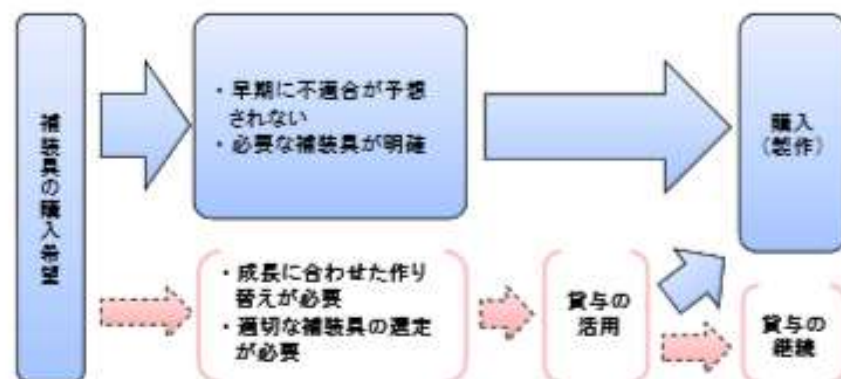 補装具の購入希望
・早期に不適合が予想
されない
・必要な補装具が明確
購入
（製作）
・成長に合わせた作り
替えが必要
・適切な補装具の選定
が必要
貸与の
活用
貸与の
継続